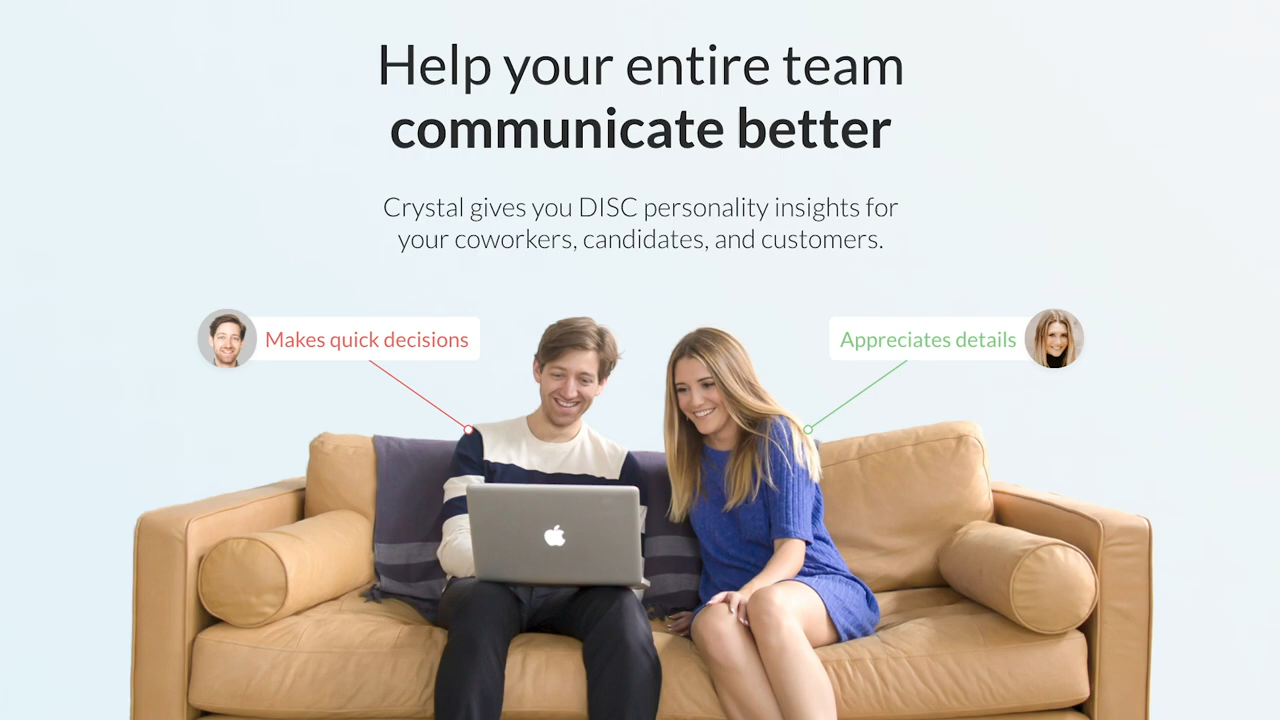 Help your entire team
communicate better
Crystal gives you DISC personality insights for
your coworkers, candidates, and customers.
Makes quick decisions
Appreciates details